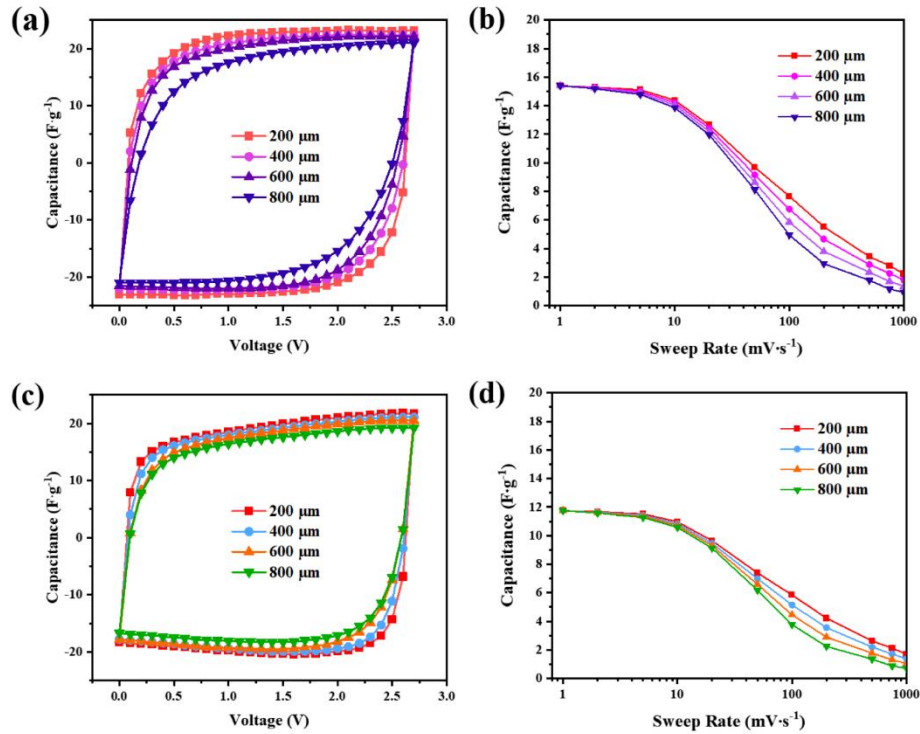 (a)
Capacitance (F·g⁻¹)
20
10
0
-10
-20
200 μm
400 μm
600 μm
800 μm
0.0 0.5 1.0 1.5 2.0 2.5 3.0
Voltage (V)
(b)
Capacitance (F·g⁻¹)
20
18
16
14
12
10
8
6
4
2
0
200 μm
400 μm
600 μm
800 μm
1 10 100 1000
Sweep Rate (mV·s⁻¹)
(c)
Capacitance (F·g⁻¹)
20
10
0
-10
-20
200 μm
400 μm
600 μm
800 μm
0.0 0.5 1.0 1.5 2.0 2.5 3.0
Voltage (V)
(d)
Capacitance (F·g⁻¹)
20
18
16
14
12
10
8
6
4
2
0
200 μm
400 μm
600 μm
800 μm
1 10 100 1000
Sweep Rate (mV·s⁻¹)